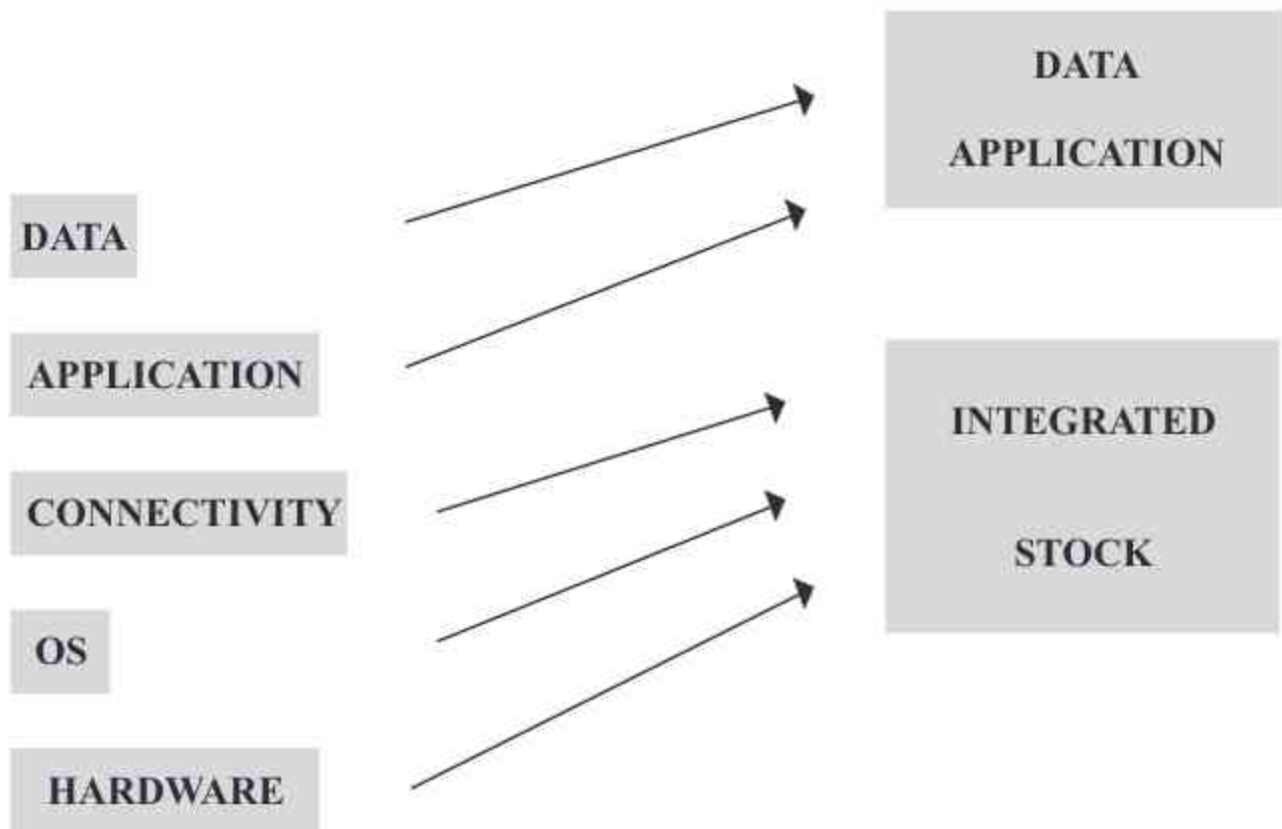 DATA
APPLICATION
CONNECTIVITY
OS
HARDWARE
DATA
APPLICATION
INTEGRATED
STOCK